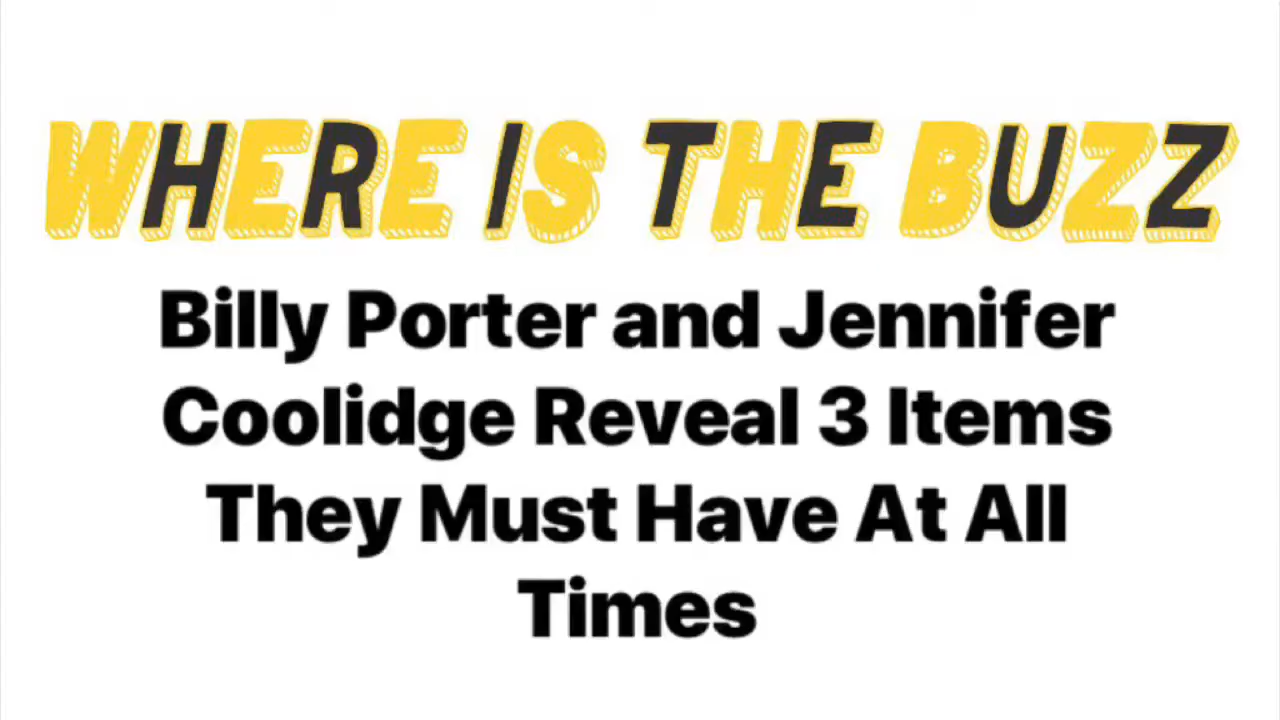 WHERE IS THE BUZZ
Billy Porter and Jennifer
Coolidge Reveal 3 Items
They Must Have At All
Times